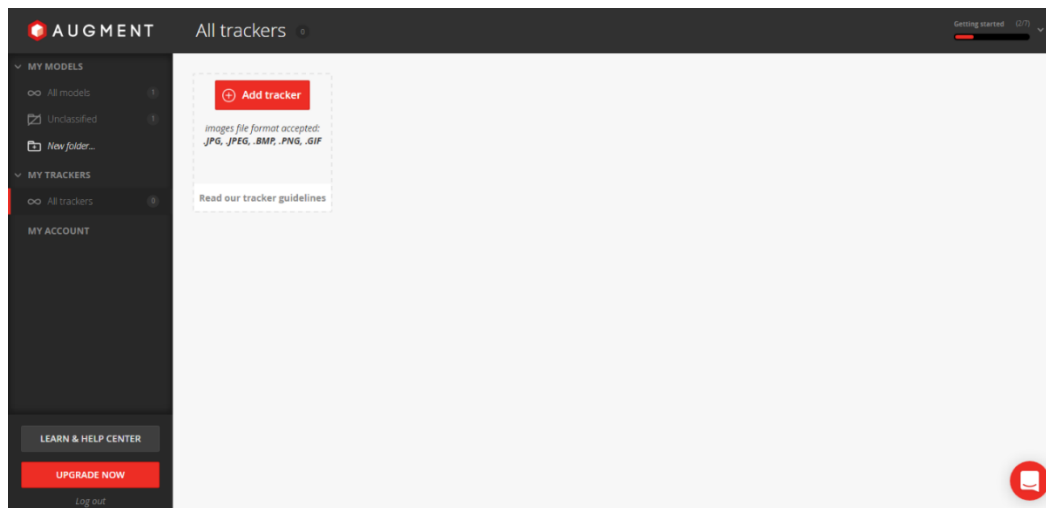 AUGMENT
All trackers 0
Getting started (2/7)
MY MODELS
All models 1
Unclassified 1
New folder...
MY TRACKERS
All trackers 0
MY ACCOUNT
Add tracker
images file format accepted:
.JPG, .JPEG, .BMP, .PNG, .GIF
Read our tracker guidelines
LEARN & HELP CENTER
UPGRADE NOW
Log out